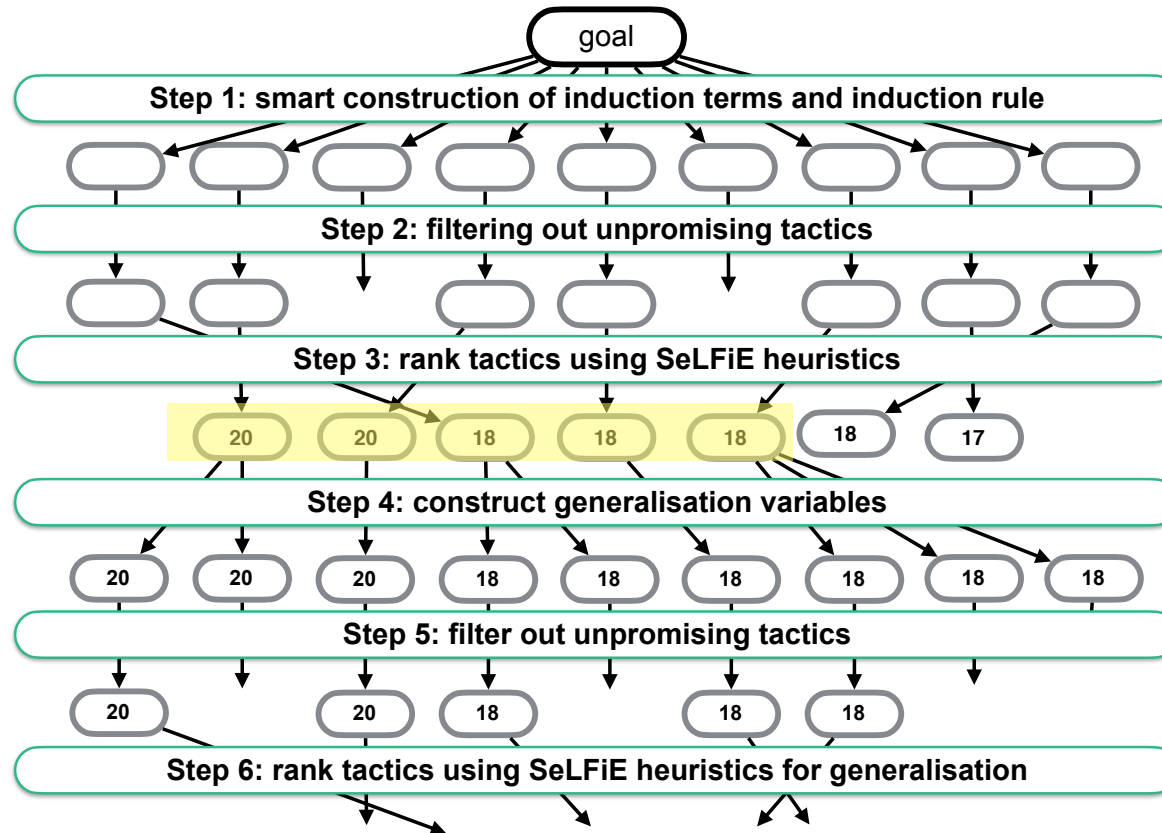 goal
Step 1: smart construction of induction terms and induction rule
Step 2: filtering out unpromising tactics
Step 3: rank tactics using SeLFiE heuristics
20 20 18 18 18 18 17
Step 4: construct generalisation variables
20 20 20 18 18 18 18 18 18
Step 5: filter out unpromising tactics
20 20 18 18 18
Step 6: rank tactics using SeLFiE heuristics for generalisation